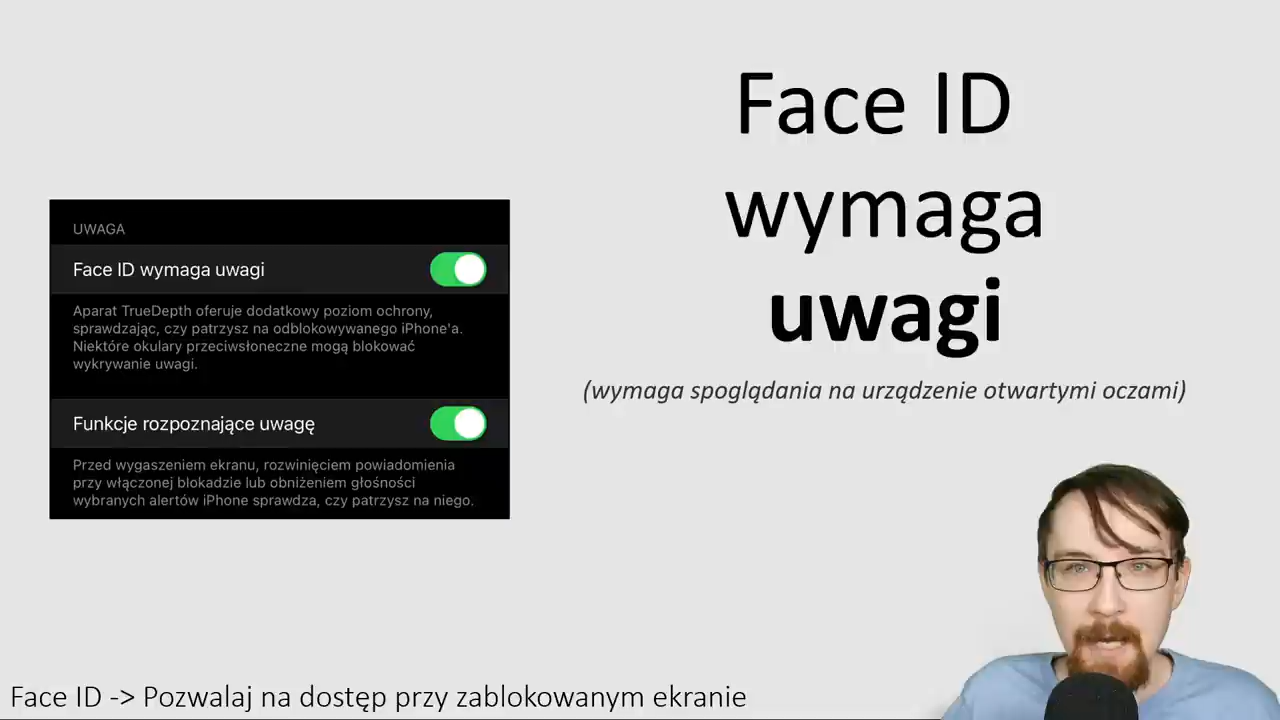 Face ID
wymaga
uwagi
(wymaga spoglądania na urządzenie otwartymi oczami)
UWAGA
Face ID wymaga uwagi
Aparat TrueDepth oferuje dodatkowy poziom ochrony,
sprawdzając, czy patrzysz na odblokowywanego iPhone'a.
Niektóre okulary przeciwsłoneczne mogą blokować
wykrywanie uwagi.
Funkcje rozpoznające uwagę
Przed wygaszeniem ekranu, rozwinięciem powiadomienia
przy włączonej blokadzie lub obniżeniem głośności
wybranych alertów iPhone sprawdza, czy patrzysz na niego.
Face ID -> Pozwalaj na dostęp przy zablokowanym ekranie